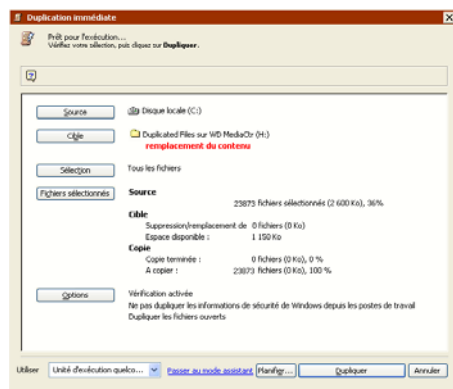 Duplication immédiate
Prêt pour l'exécution...
Vérifiez votre sélection, puis cliquez sur Dupliquer.
Source
Disque locale (C:)
Cible
Duplicated Files sur WD MediaCtr (H:)
remplacement du contenu
Sélection
Tous les fichiers
Fichiers sélectionnés
Source
23873 fichiers sélectionnés (2 600 Ko), 36%
Cible
Suppression/remplacement de 0 fichiers (0 Ko)
Espace disponible : 1 150 Ko
Copie
Copie terminée : 0 fichiers (0 Ko), 0 %
A copier : 23873 fichiers (0 Ko), 100 %
Options
Vérification activée
Ne pas dupliquer les informations de sécurité de Windows depuis les postes de travail
Dupliquer les fichiers ouverts
Utiliser Unité d'exécution quelco... Passer au mode assistant Planifier... Dupliquer Annuler